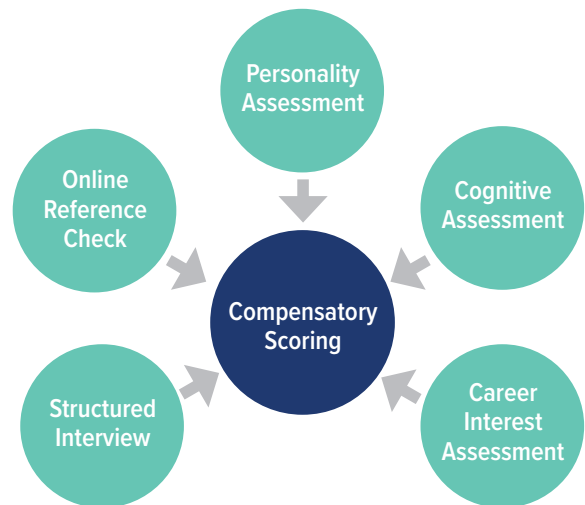 Personality
Assessment
Online
Reference
Check
Cognitive
Assessment
Compensatory
Scoring
Structured
Interview
Career
Interest
Assessment